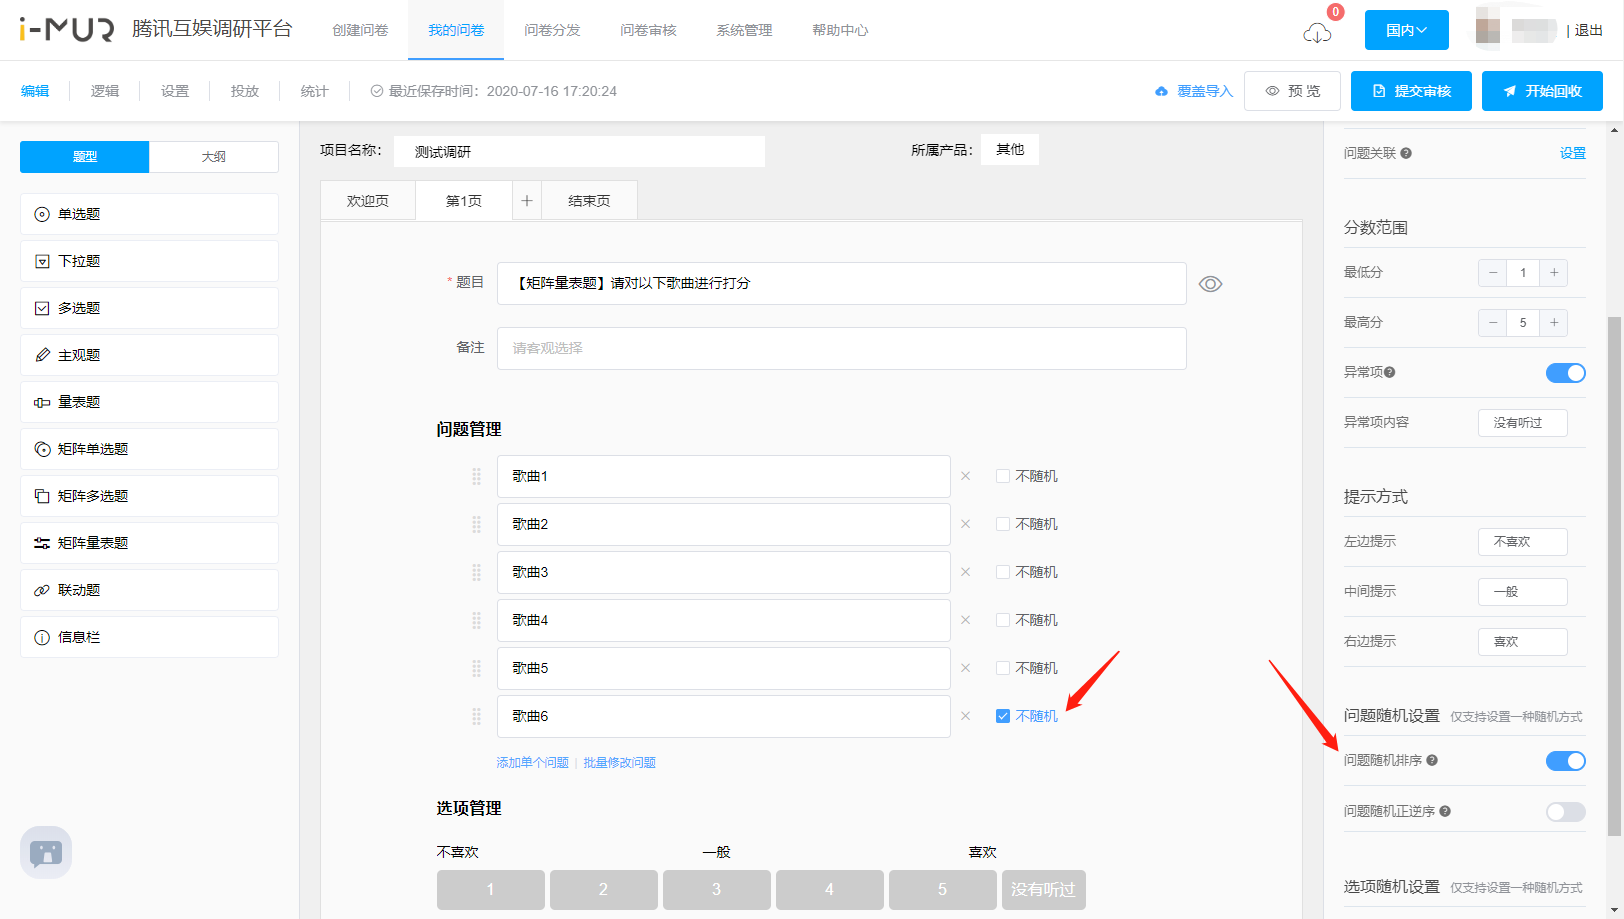 i-MUR 腾讯互娱调研平台 创建问卷 我的问卷 问卷分发 问卷审核 系统管理 帮助中心 0 国内 | 退出
编辑 逻辑 设置 投放 统计 最近保存时间：2020-07-16 17:20:24 覆盖导入 预 览 提交审核 开始回收
题型 大纲
单选题
下拉题
多选题
主观题
量表题
矩阵单选题
矩阵多选题
矩阵量表题
联动题
信息栏
项目名称： 测试调研 所属产品： 其他
欢迎页 第1页 + 结束页
* 题目 【矩阵量表题】请对以下歌曲进行打分
备注 请客观选择
问题管理
歌曲1 × 不随机
歌曲2 × 不随机
歌曲3 × 不随机
歌曲4 × 不随机
歌曲5 × 不随机
歌曲6 × 不随机
添加单个问题 | 批量修改问题
选项管理
不喜欢 一般 喜欢
1 2 3 4 5 没有听过
问题关联 ? 设置
分数范围
最低分 − 1 +
最高分 − 5 +
异常项 ?
异常项内容 没有听过
提示方式
左边提示 不喜欢
中间提示 一般
右边提示 喜欢
问题随机设置 仅支持设置一种随机方式
问题随机排序 ?
问题随机正逆序 ?
选项随机设置 仅支持设置一种随机方式